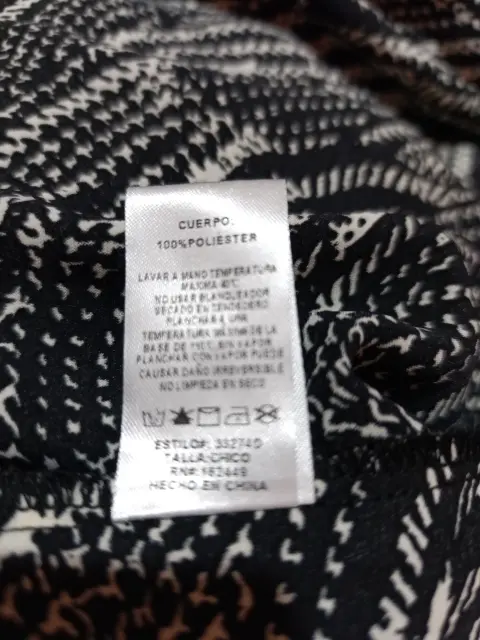 CUERPO:
100%POLIÉSTER
LAVAR A MANO TEMPERATURA
MAXIMA 40°C
NO USAR BLANQUEADOR
SECADO EN TENDEDERO
PLANCHAR A UNA
TEMPERATURA MAXIMA DE LA
BASE DE 110°C, SIN VAPOR
PLANCHAR CON VAPOR PUEDE
CAUSAR DAÑO IRREVERSIBLE
NO LIMPIEZA EN SECO
ESTILO#: 33274D
TALLA:CHICO
RN#:162449
HECHO EN CHINA